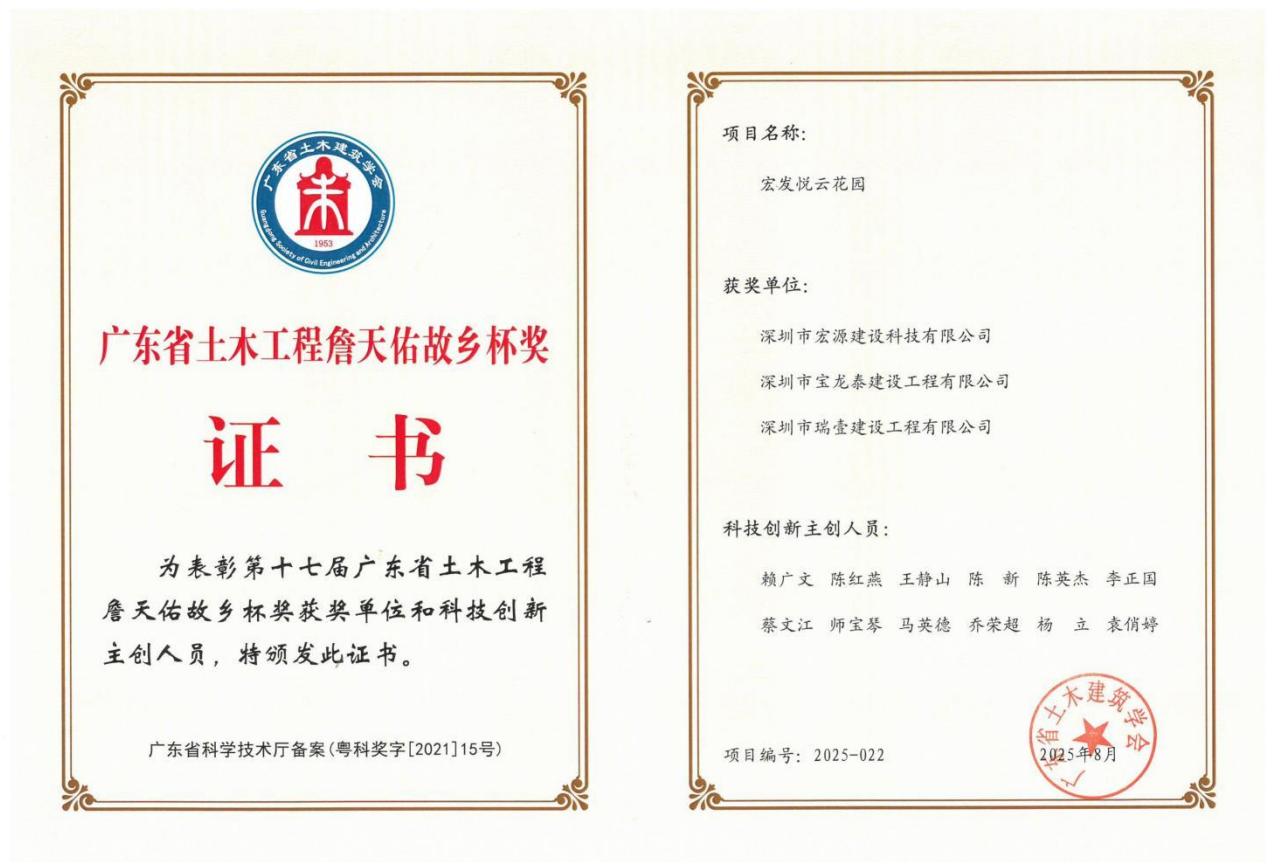 广东省土木建筑学会
1953
Guangdong Society of Civil Engineering and Architecture
广东省土木工程詹天佑故乡杯奖
证 书
为表彰第十七届广东省土木工程
詹天佑故乡杯奖获奖单位和科技创新
主创人员，特颁发此证书。
广东省科学技术厅备案(粤科奖字[2021]15号)
项目名称:
宏发悦云花园
获奖单位:
深圳市宏源建设科技有限公司
深圳市宝龙泰建设工程有限公司
深圳市瑞壹建设工程有限公司
科技创新主创人员:
赖广文 陈红燕 王静山 陈 新 陈英杰 李正国
蔡文江 师宝琴 马英德 乔荣超 杨 立 袁俏婷
广东省土木建筑学会
项目编号: 2025-022
2025年8月